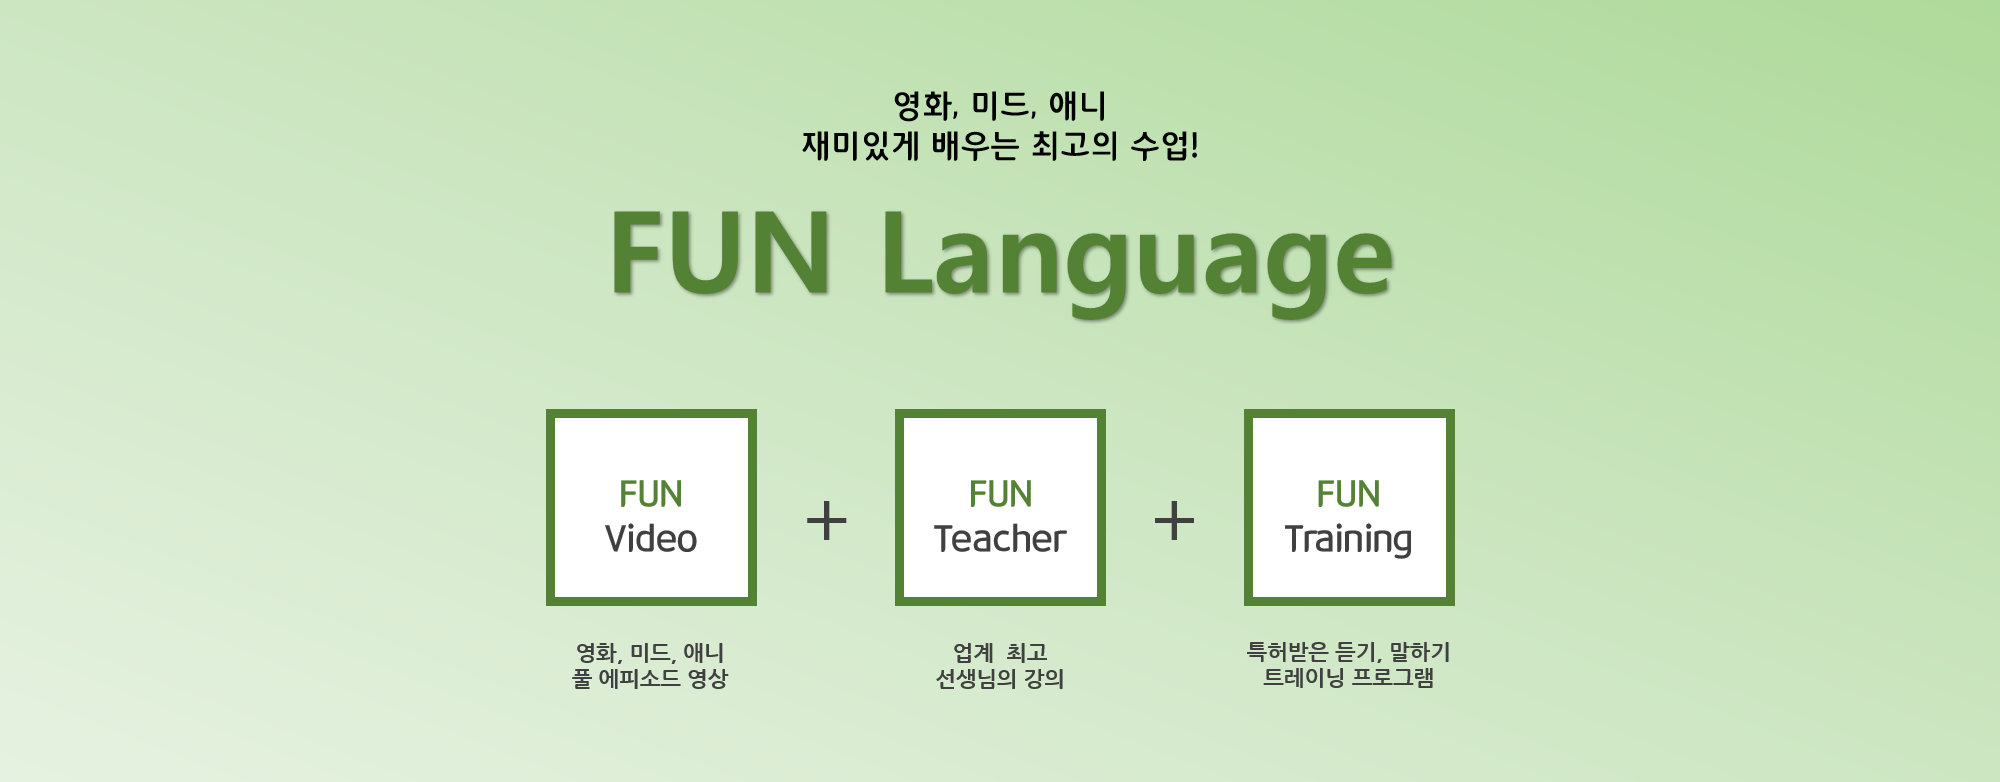 영화, 미드, 애니
재미있게 배우는 최고의 수업!
FUN Language
FUN
Video
+
FUN
Teacher
+
FUN
Training
영화, 미드, 애니
풀 에피소드 영상
업계 최고
선생님의 강의
특허받은 듣기, 말하기
트레이닝 프로그램